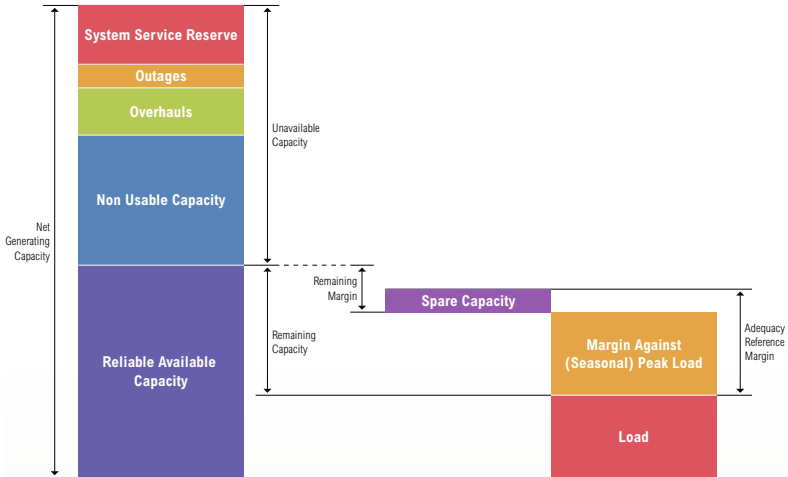 System Service Reserve
Outages
Overhauls
Unavailable
Capacity
Non Usable Capacity
Net
Generating
Capacity
Remaining
Margin
Spare Capacity
Remaining
Capacity
Reliable Available
Capacity
Margin Against
(Seasonal) Peak Load
Adequacy
Reference
Margin
Load